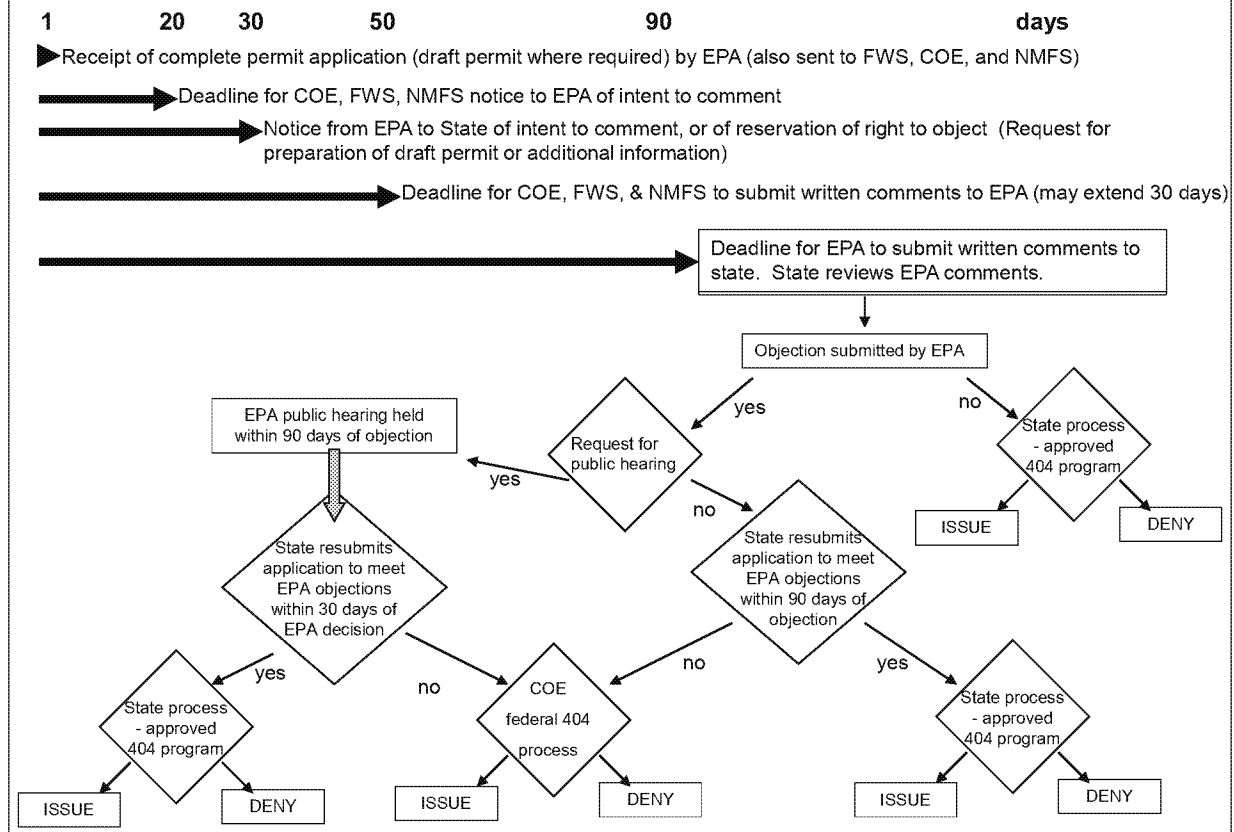 1 20 30 50 90 days
Receipt of complete permit application (draft permit where required) by EPA (also sent to FWS, COE, and NMFS)
Deadline for COE, FWS, NMFS notice to EPA of intent to comment
Notice from EPA to State of intent to comment, or of reservation of right to object (Request for
preparation of draft permit or additional information)
Deadline for COE, FWS, & NMFS to submit written comments to EPA (may extend 30 days)
Deadline for EPA to submit written comments to
state. State reviews EPA comments.
Objection submitted by EPA
yes
no
EPA public hearing held
within 90 days of objection
Request for
public hearing
State process
- approved
404 program
yes
no
ISSUE
DENY
State resubmits
application to meet
EPA objections
within 30 days of
EPA decision
State resubmits
application to meet
EPA objections
within 90 days of
objection
yes
no
no
yes
State process
- approved
404 program
COE
federal 404
process
State process
- approved
404 program
ISSUE
DENY
ISSUE
DENY
ISSUE
DENY